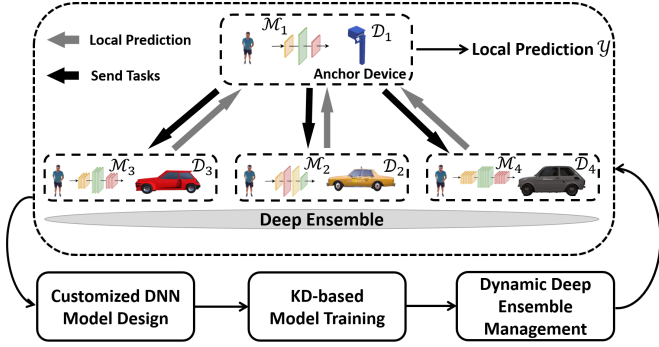 Local Prediction
Send Tasks
ℳ₁
𝒟₁
Anchor Device
Local Prediction 𝒴
ℳ₃
𝒟₃
ℳ₂
𝒟₂
ℳ₄
𝒟₄
Deep Ensemble
Customized DNN
Model Design
KD-based
Model Training
Dynamic Deep
Ensemble
Management